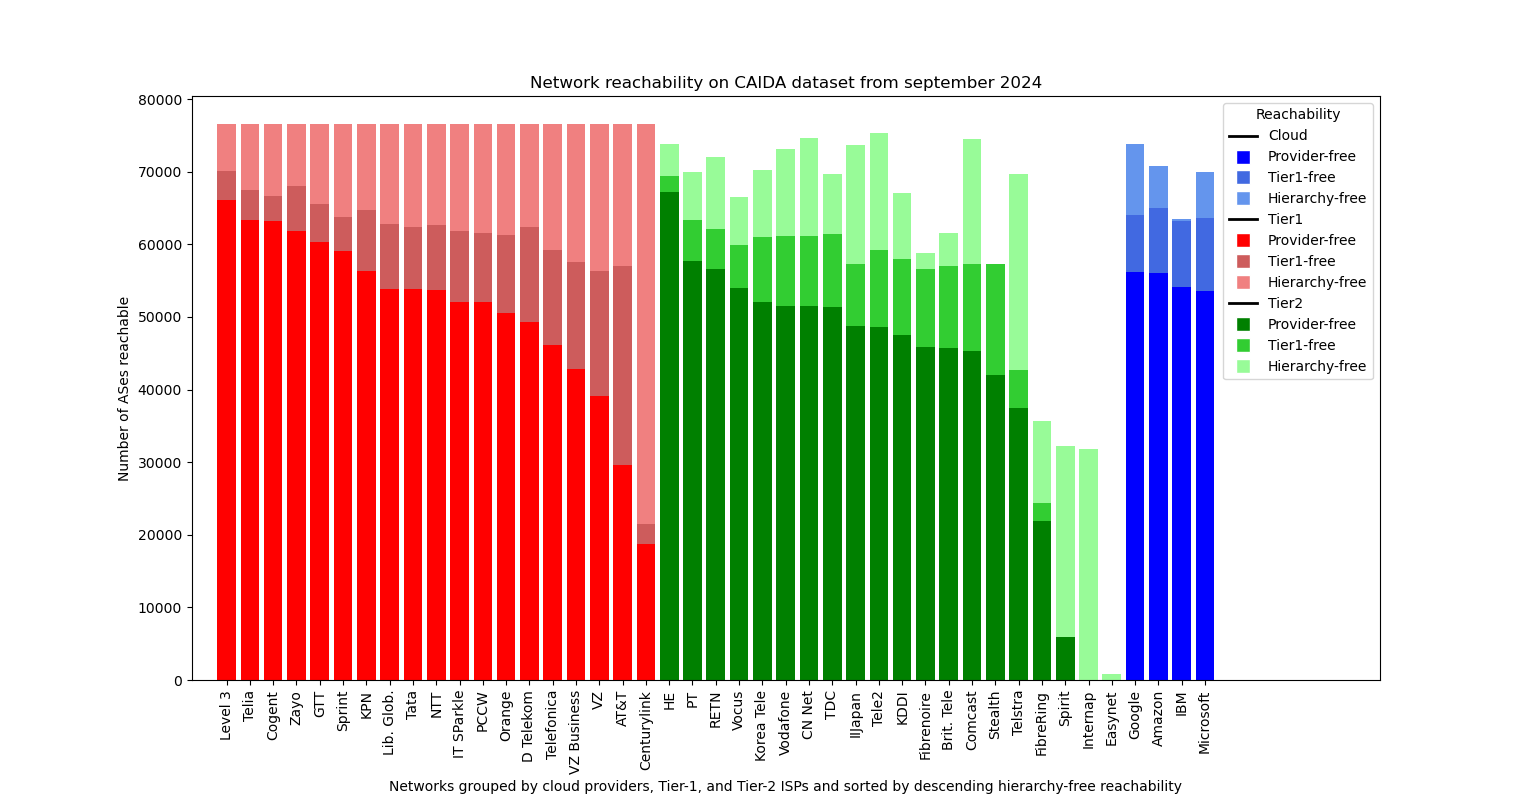 Network reachability on CAIDA dataset from september 2024
80000
70000
60000
50000
40000
30000
20000
10000
0
Number of ASes reachable
Reachability
Cloud
Provider-free
Tier1-free
Hierarchy-free
Tier1
Provider-free
Tier1-free
Hierarchy-free
Tier2
Provider-free
Tier1-free
Hierarchy-free
Level 3
Telia
Cogent
Zayo
GTT
Sprint
KPN
Lib. Glob.
Tata
NTT
IT SParkle
PCCW
Orange
D Telekom
Telefonica
VZ Business
VZ
AT&T
Centurylink
HE
PT
RETN
Vocus
Korea Tele
Vodafone
CN Net
TDC
IIJapan
Tele2
KDDI
Fibrenoire
Brit. Tele
Comcast
Stealth
Telstra
FibreRing
Spirit
Internap
Easynet
Google
Amazon
IBM
Microsoft
Networks grouped by cloud providers, Tier-1, and Tier-2 ISPs and sorted by descending hierarchy-free reachability